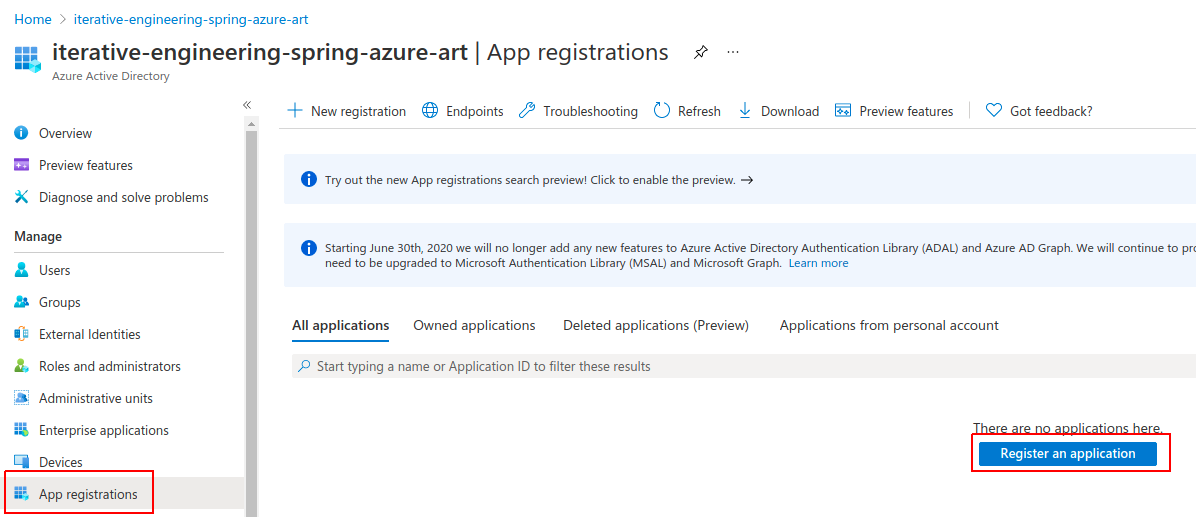 Home > iterative-engineering-spring-azure-art
iterative-engineering-spring-azure-art | App registrations ...
Azure Active Directory
«
Overview
Preview features
Diagnose and solve problems
Manage
Users
Groups
External Identities
Roles and administrators
Administrative units
Enterprise applications
Devices
App registrations
New registration Endpoints Troubleshooting Refresh Download Preview features Got feedback?
Try out the new App registrations search preview! Click to enable the preview. →
Starting June 30th, 2020 we will no longer add any new features to Azure Active Directory Authentication Library (ADAL) and Azure AD Graph. We will continue to pro
need to be upgraded to Microsoft Authentication Library (MSAL) and Microsoft Graph. Learn more
All applications Owned applications Deleted applications (Preview) Applications from personal account
Start typing a name or Application ID to filter these results
There are no applications here.
Register an application